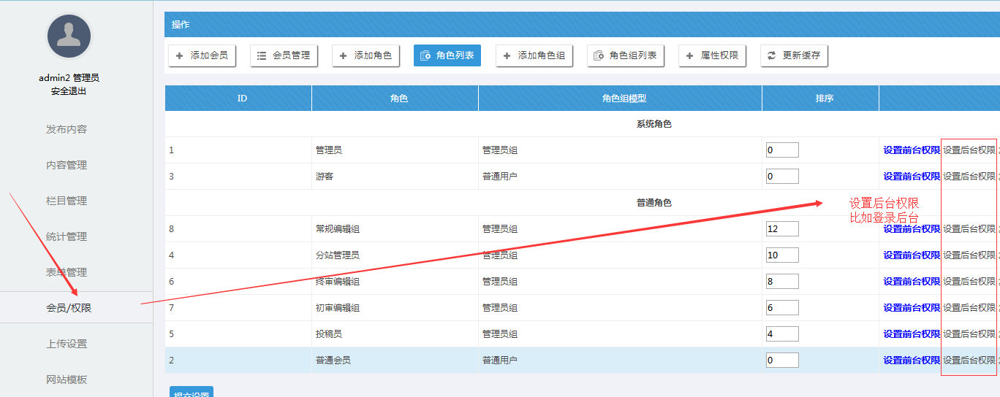 操作
添加会员 会员管理 添加角色 角色列表 添加角色组 角色组列表 属性权限 更新缓存
admin2 管理员
安全退出
发布内容
内容管理
栏目管理
统计管理
表单管理
会员/权限
上传设置
网站模板
ID 角色 角色组模型 排序
系统角色
1 管理员 管理员组 0 设置前台权限 设置后台权限
3 游客 普通用户 0 设置前台权限 设置后台权限
普通角色
设置后台权限
比如登录后台
8 常规编辑组 管理员组 12 设置前台权限 设置后台权限
4 分站管理员 管理员组 10 设置前台权限 设置后台权限
6 终审编辑组 管理员组 8 设置前台权限 设置后台权限
7 初审编辑组 管理员组 6 设置前台权限 设置后台权限
5 投稿员 管理员组 4 设置前台权限 设置后台权限
2 普通会员 普通用户 0 设置前台权限 设置后台权限
提交设置